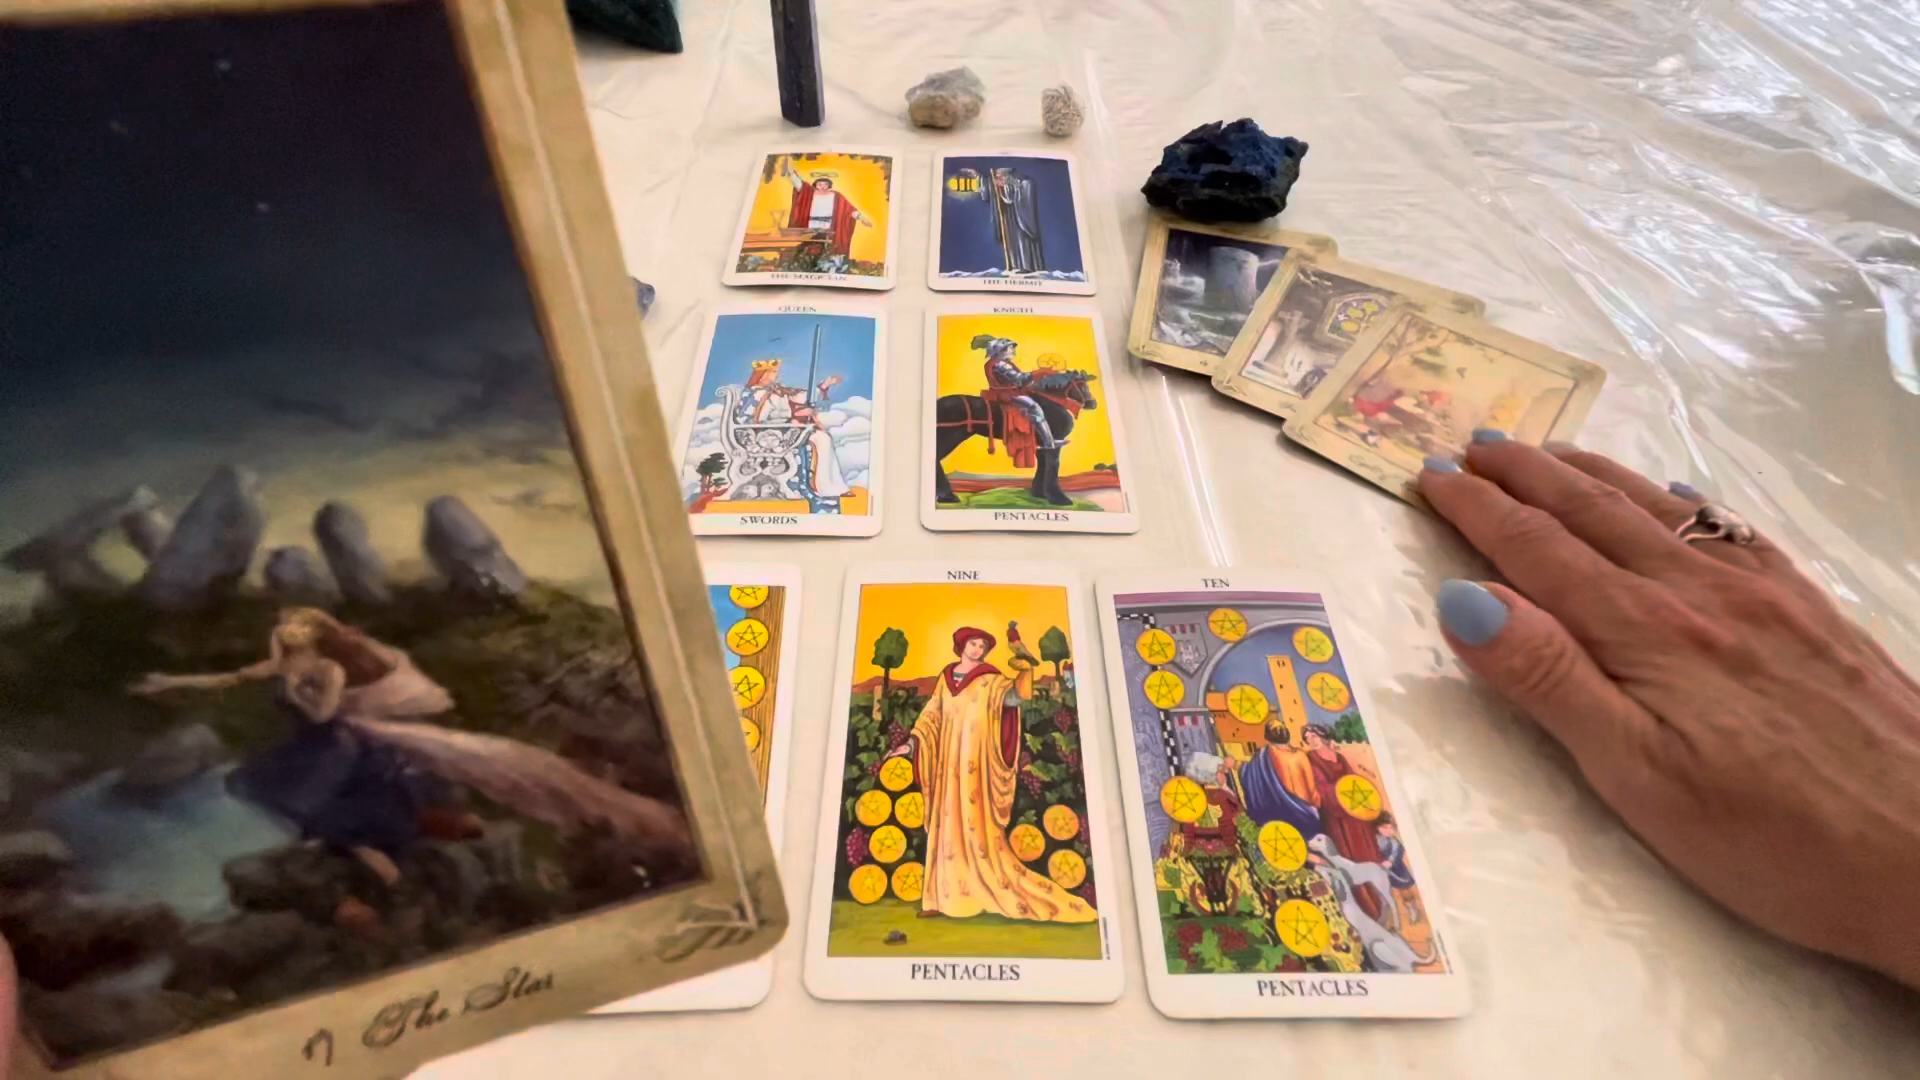 THE MAGICIAN
THE HERMIT
QUEEN
KNIGHT
SWORDS
PENTACLES
NINE
TEN
PENTACLES
PENTACLES
The Star